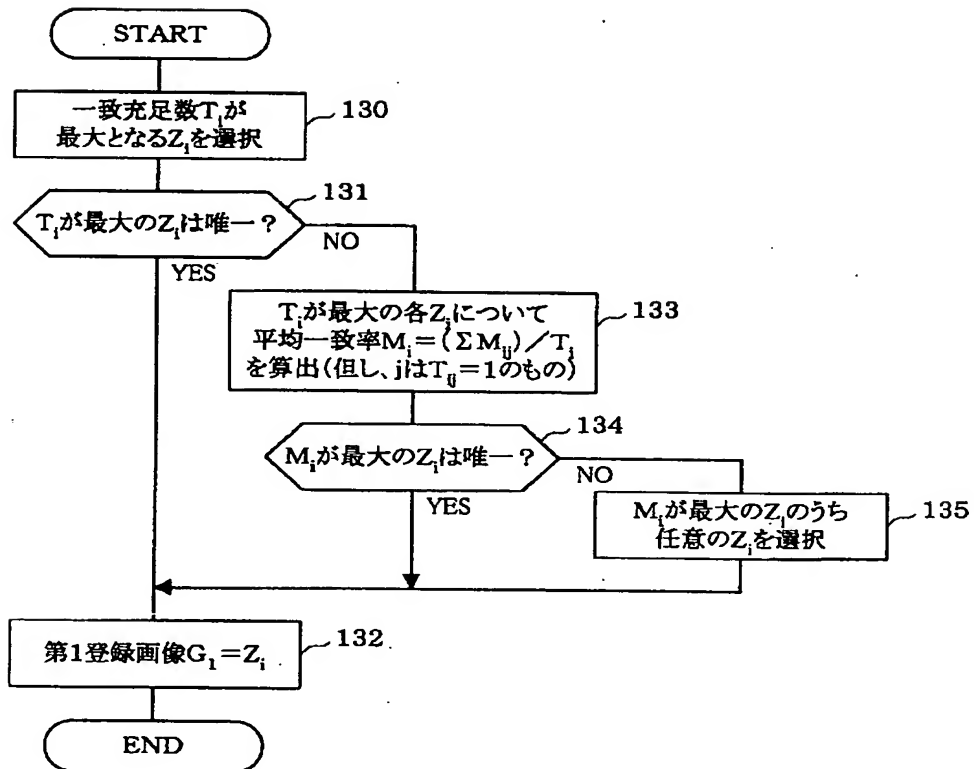 START
一致充足数Tiが
最大となるZiを選択
130
131
Tiが最大のZiは唯一？
NO
YES
Tiが最大の各Ziについて
平均一致率Mi＝(ΣMij)／Ti
を算出(但し、jはTij＝1のもの)
133
134
Miが最大のZiは唯一？
NO
YES
Miが最大のZiのうち
任意のZiを選択
135
第1登録画像G1＝Zi
132
END